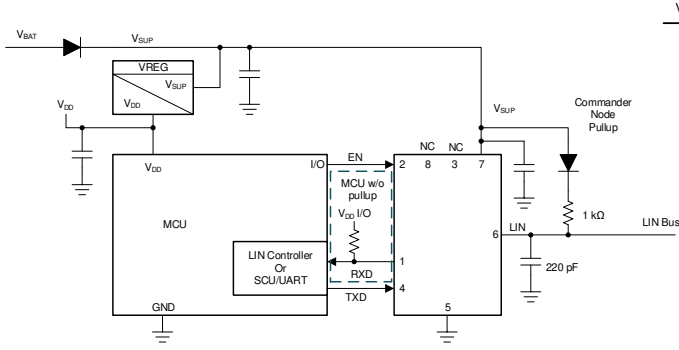 V
VBAT
VSUP
VREG
VSUP
VDD
VDD
VSUP
Commander
Node
Pullup
VDD
MCU
I/O
EN
2
NC
8
NC
3
7
MCU w/o
pullup
VDD I/O
LIN Controller
Or
SCU/UART
RXD
1
TXD
4
6
LIN
1 kΩ
LIN Bus
220 pF
GND
5